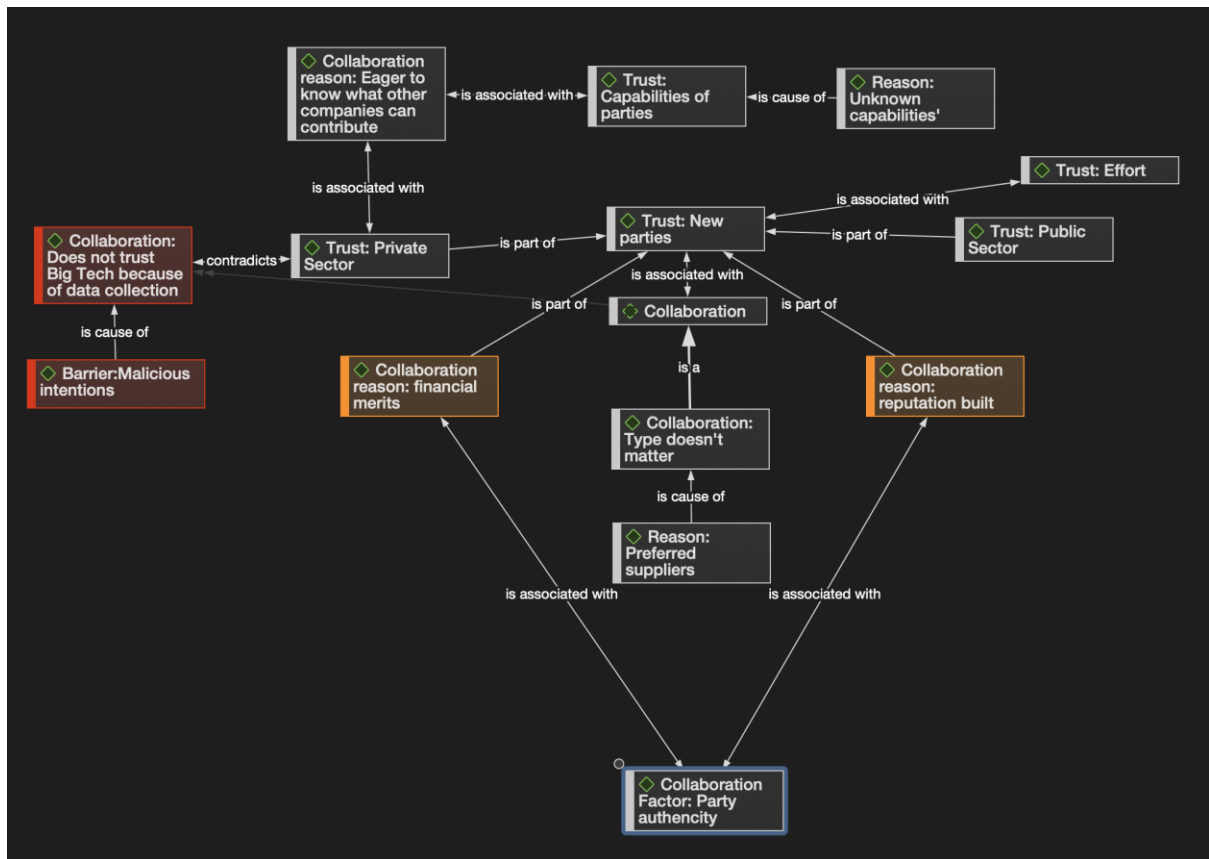 Collaboration
reason: Eager to
know what other
companies can
contribute
is associated with
Trust:
Capabilities of
parties
is cause of
Reason:
Unknown
capabilities'
is associated with
Trust: Effort
is associated with
Trust: New
parties
is part of
Trust: Public
Sector
Collaboration:
Does not trust
Big Tech because
of data collection
contradicts
Trust: Private
Sector
is part of
is associated with
Collaboration
is cause of
is part of
is part of
Barrier:Malicious
intentions
Collaboration
reason: financial
merits
is a
Collaboration
reason:
reputation built
Collaboration:
Type doesn't
matter
is cause of
Reason:
Preferred
suppliers
is associated with
is associated with
Collaboration
Factor: Party
authencity